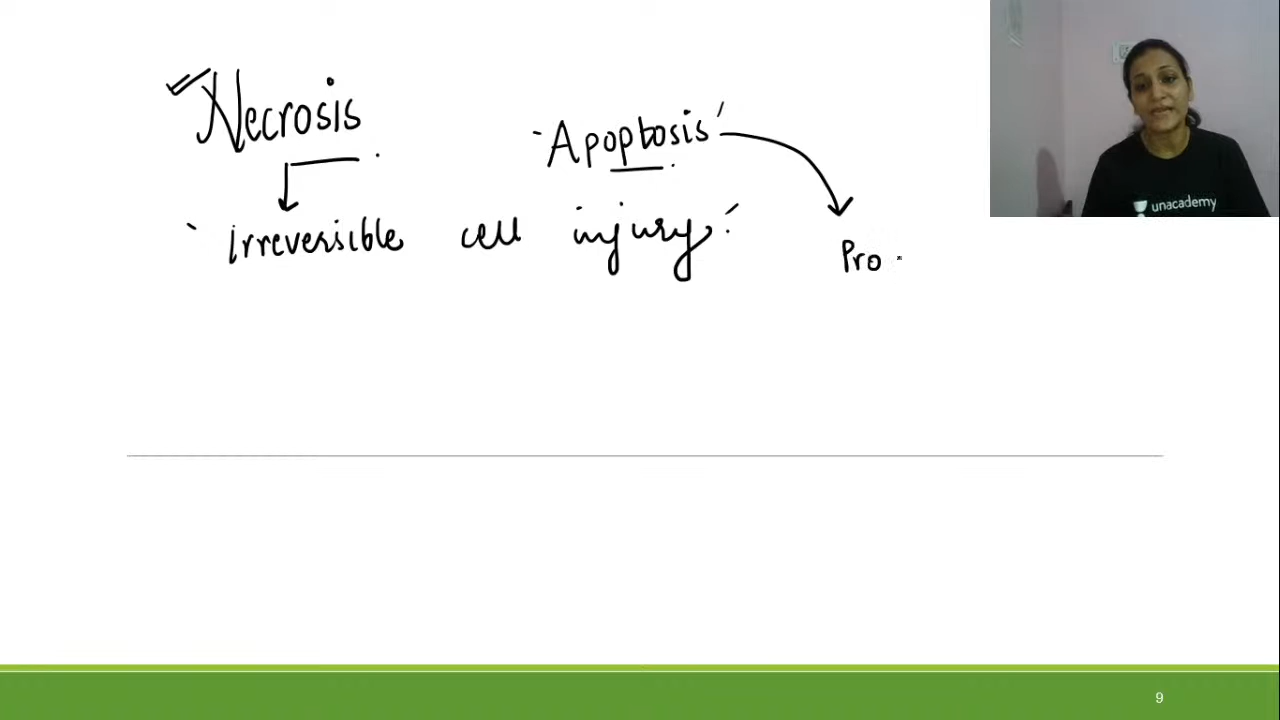 Necrosis
'Apoptosis'
'irreversible cell injury'
Pro
unacademy
9